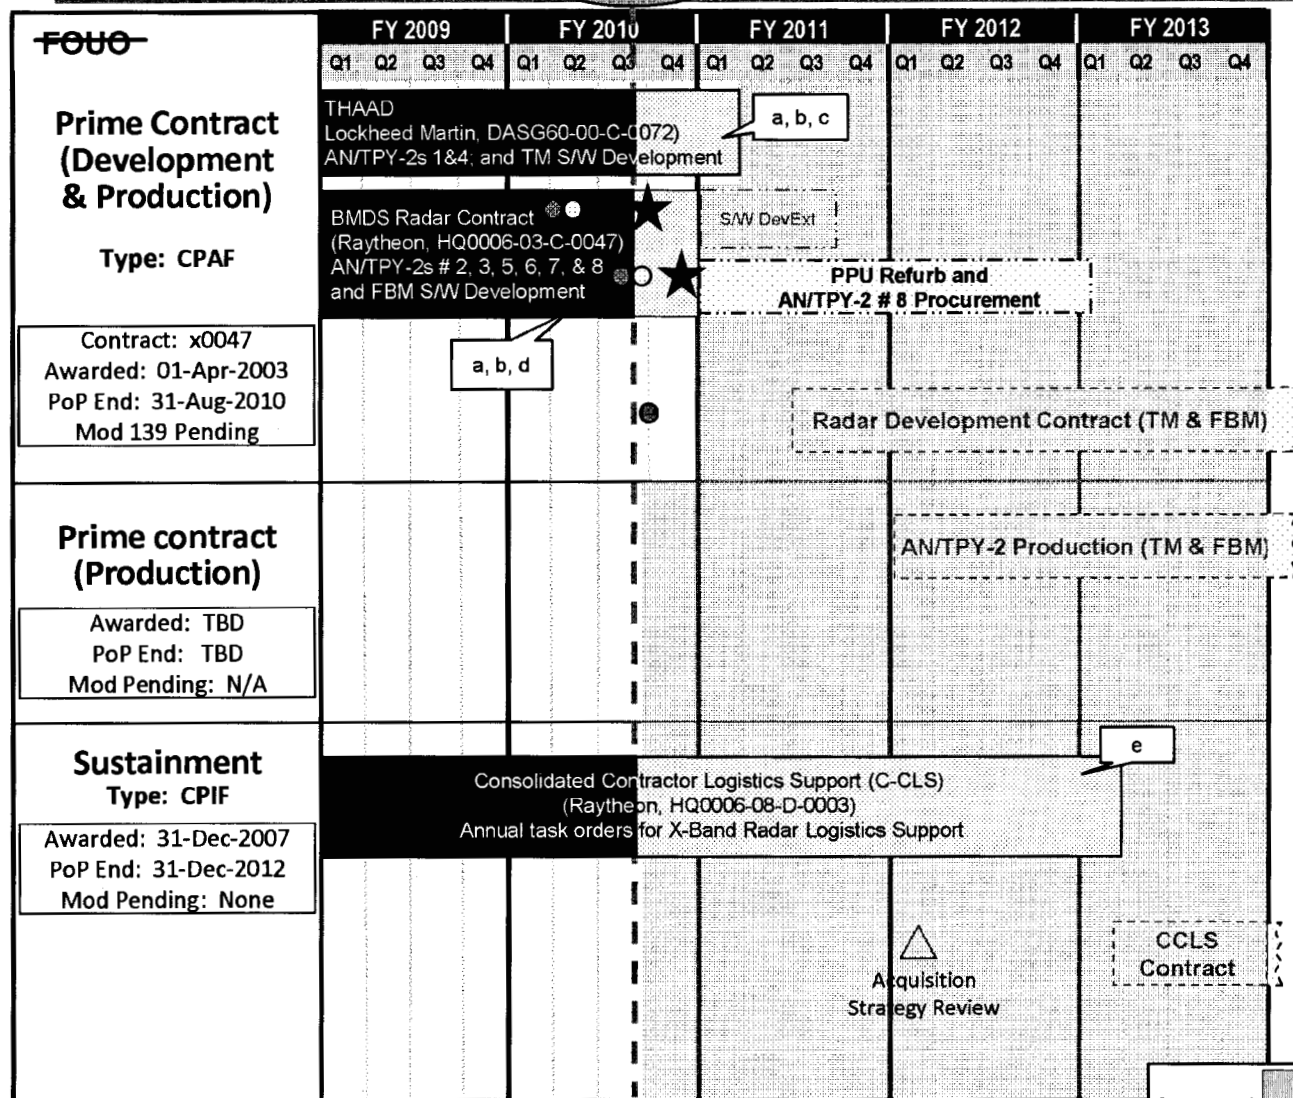 FOUO
FY 2009 FY 2010 FY 2011 FY 2012 FY 2013
Q1 Q2 Q3 Q4 Q1 Q2 Q3 Q4 Q1 Q2 Q3 Q4 Q1 Q2 Q3 Q4 Q1 Q2 Q3 Q4
Prime Contract
(Development
& Production)
Type: CPAF
Contract: x0047
Awarded: 01-Apr-2003
PoP End: 31-Aug-2010
Mod 139 Pending
THAAD
Lockheed Martin, DASG60-00-C-0072)
AN/TPY-2s 1&4; and TM S/W Development
a, b, c
BMDS Radar Contract
(Raytheon, HQ0006-03-C-0047)
AN/TPY-2s # 2, 3, 5, 6, 7, & 8
and FBM S/W Development
S/W DevExt
PPU Refurb and
AN/TPY-2 # 8 Procurement
a, b, d
Radar Development Contract (TM & FBM)
Prime contract
(Production)
Awarded: TBD
PoP End: TBD
Mod Pending: N/A
AN/TPY-2 Production (TM & FBM)
Sustainment
Type: CPIF
Awarded: 31-Dec-2007
PoP End: 31-Dec-2012
Mod Pending: None
e
Consolidated Contractor Logistics Support (C-CLS)
(Raytheon, HQ0006-08-D-0003)
Annual task orders for X-Band Radar Logistics Support
Acquisition
Strategy Review
CCLS
Contract